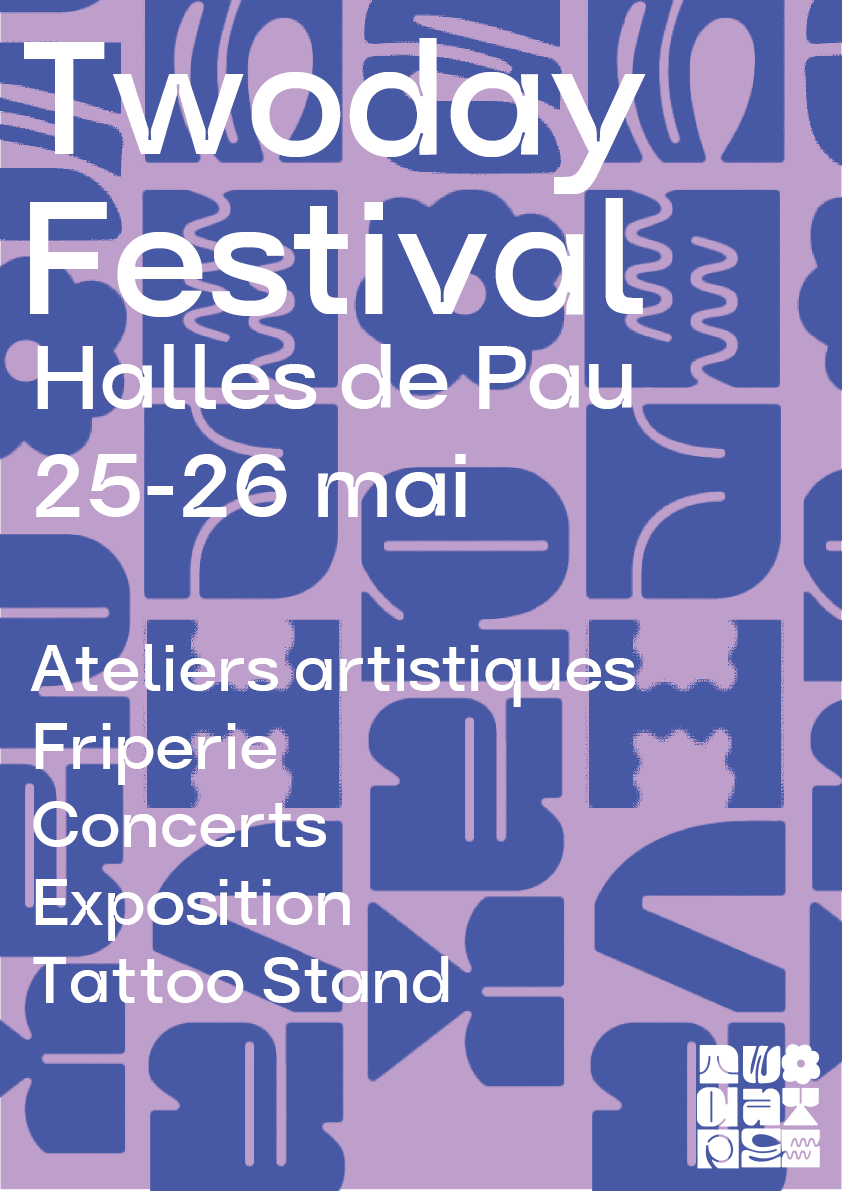 Twoday
Festival
Halles de Pau
25-26 mai
Ateliers artistiques
Friperie
Concerts
Exposition
Tattoo Stand